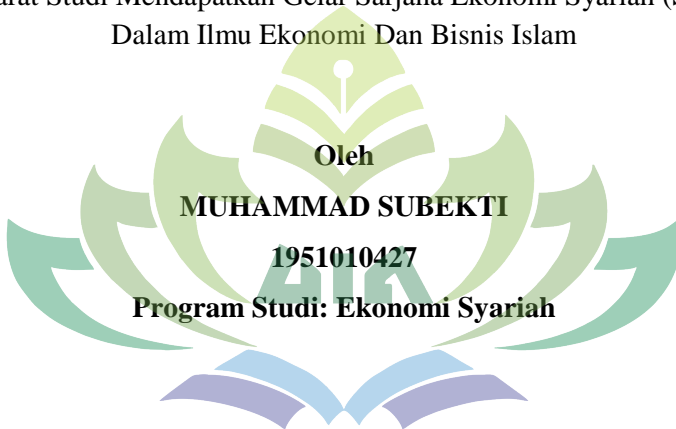 Studi Mendapatkan Gelar Sarjana Ekonomi Syariah
Dalam Ilmu Ekonomi Dan Bisnis Islam
Oleh
MUHAMMAD SUBEKTI
1951010427
Program Studi: Ekonomi Syariah